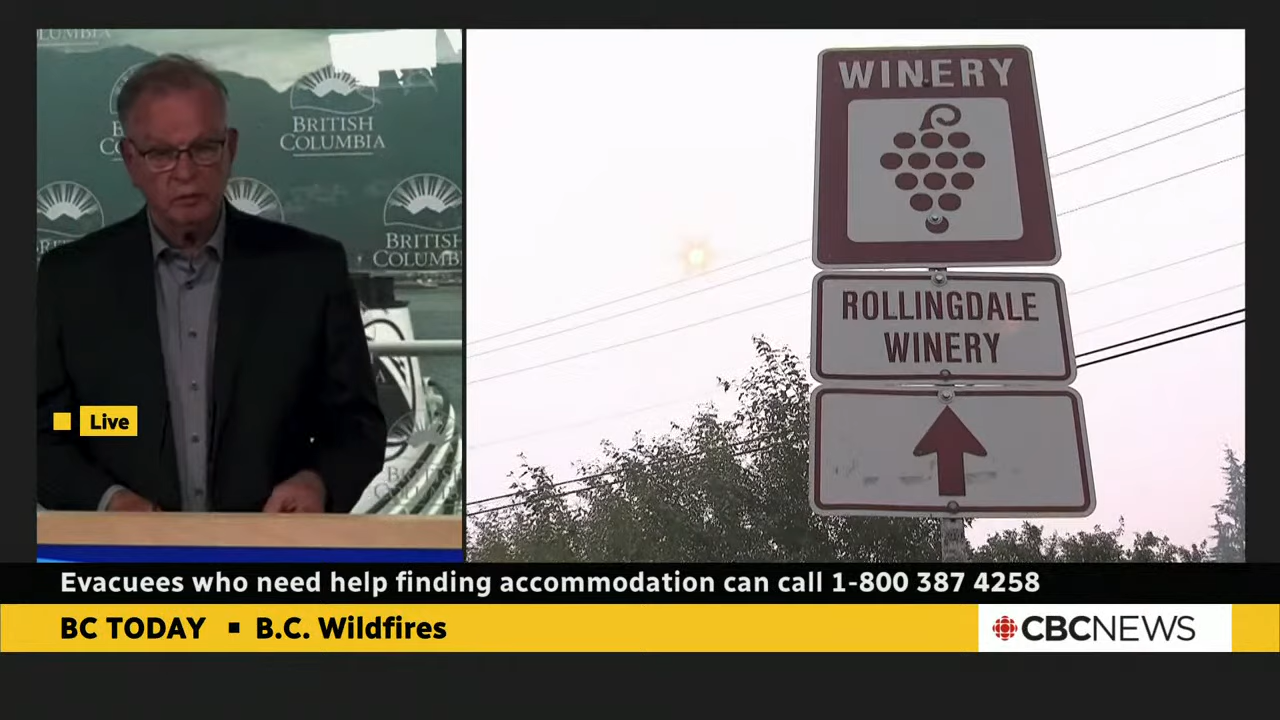 LUMBIA
BRITISH
COLUMBIA
BRITISH
COLUMBIA
Live
WINERY
ROLLINGDALE
WINERY
Evacuees who need help finding accommodation can call 1-800 387 4258
BC TODAY ▪ B.C. Wildfires
CBCNEWS